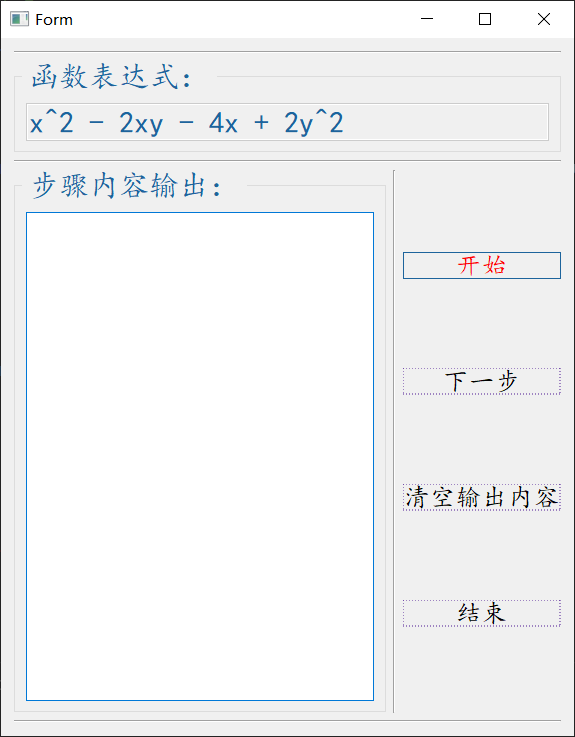 Form
函数表达式：
x^2 - 2xy - 4x + 2y^2
步骤内容输出：
开始
下一步
清空输出内容
结束